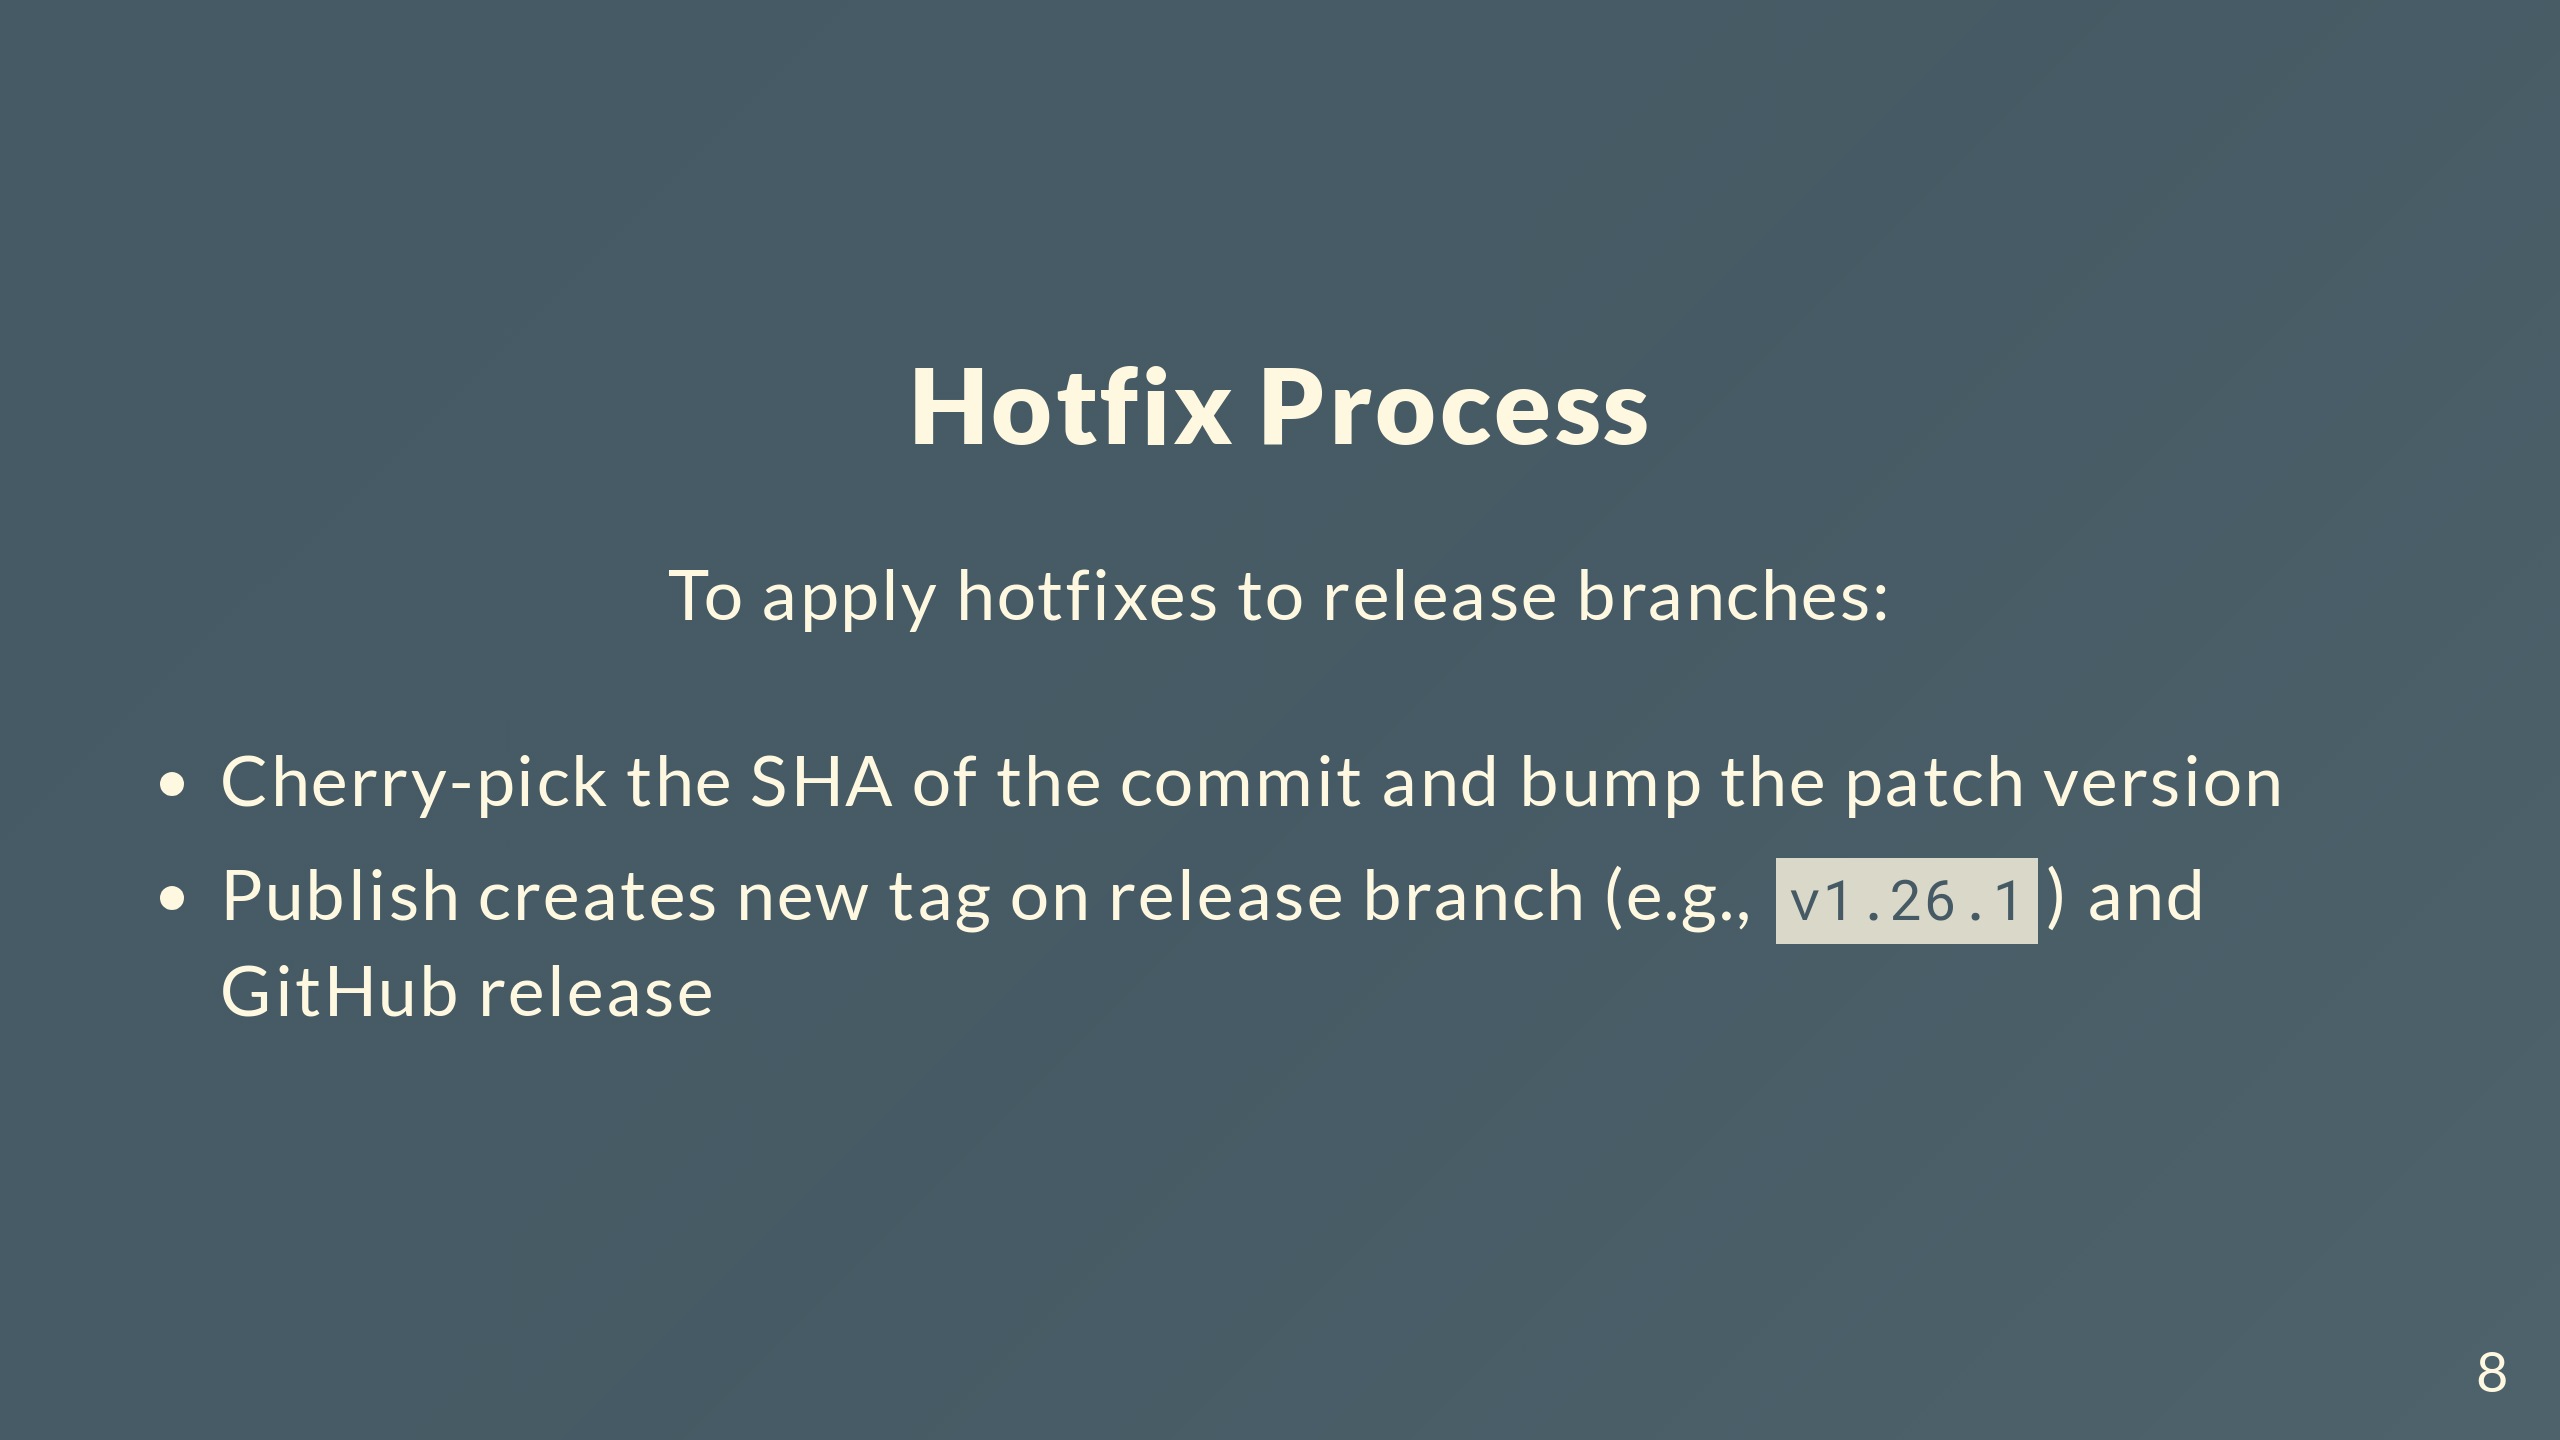 Hotfix Process
To apply hotfixes to release branches:
• Cherry-pick the SHA of the commit and bump the patch version
• Publish creates new tag on release branch (e.g., v1.26.1) and
GitHub release
8